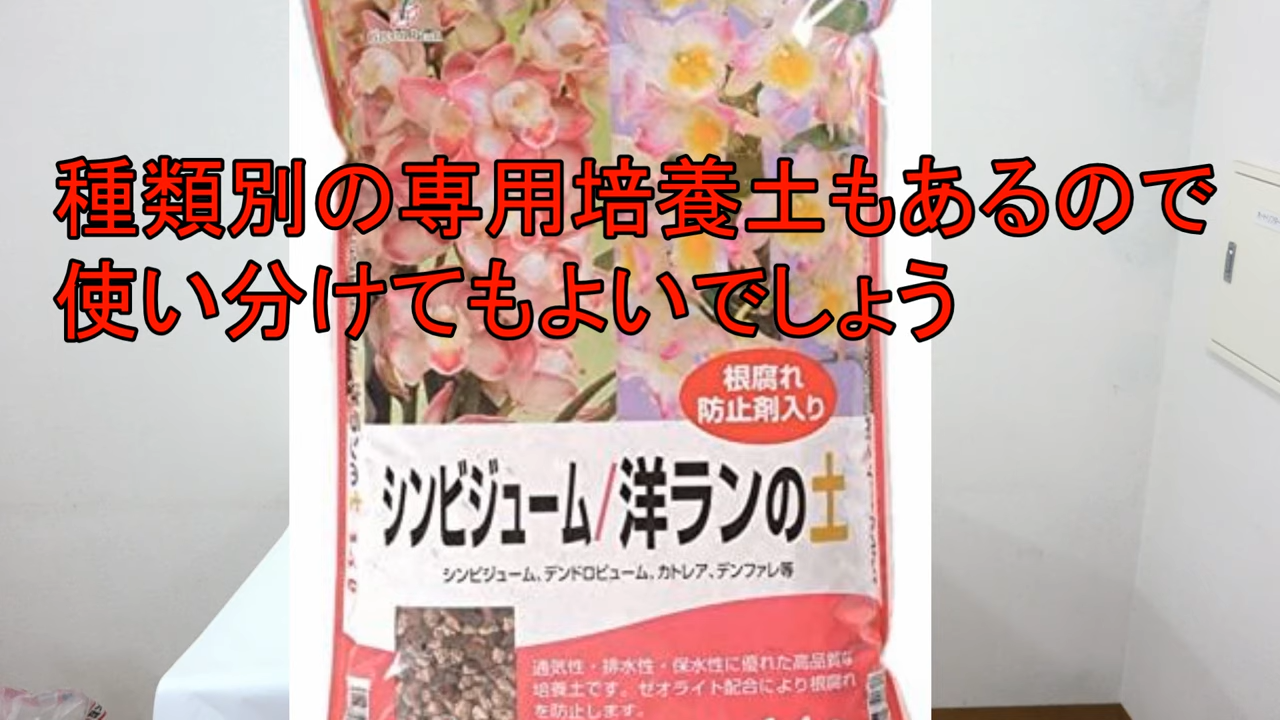 種類別の専用培養土もあるので
使い分けてもよいでしょう
根腐れ
防止剤入り
シンビジューム/洋ランの土
シンビジューム、デンドロビューム、カトレア、デンファレ等
通気性・排水性・保水性に優れた高品質な
培養土です。ゼオライト配合により根腐れ
を防止します。